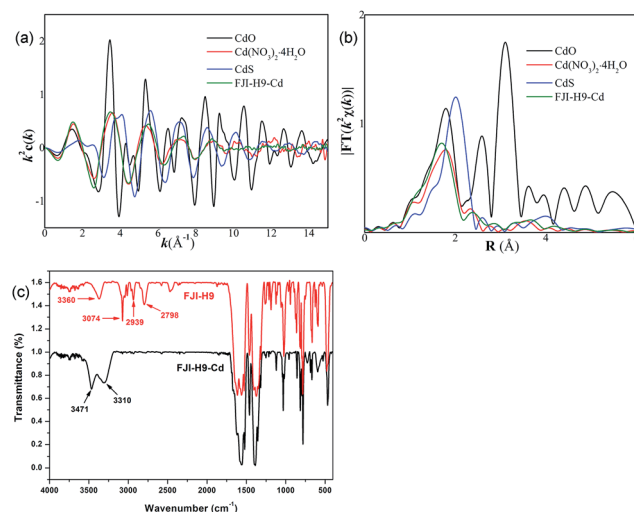 (a)
CdO
Cd(NO3)2·4H2O
CdS
FJI-H9-Cd
2
1
0
-1
k²c(k)
0 2 4 6 8 10 12 14
k(Å⁻¹)
(b)
CdO
Cd(NO3)2·4H2O
CdS
FJI-H9-Cd
2
1
0
|FT(k²χ(k))|
0 2 4
R (Å)
(c)
1.6
1.4
1.2
1.0
0.8
0.6
0.4
0.2
0.0
Transmittance (%)
FJI-H9
3360
3074
2939
2798
FJI-H9-Cd
3471
3310
4000 3500 3000 2500 2000 1500 1000 500
Wavenumber (cm⁻¹)